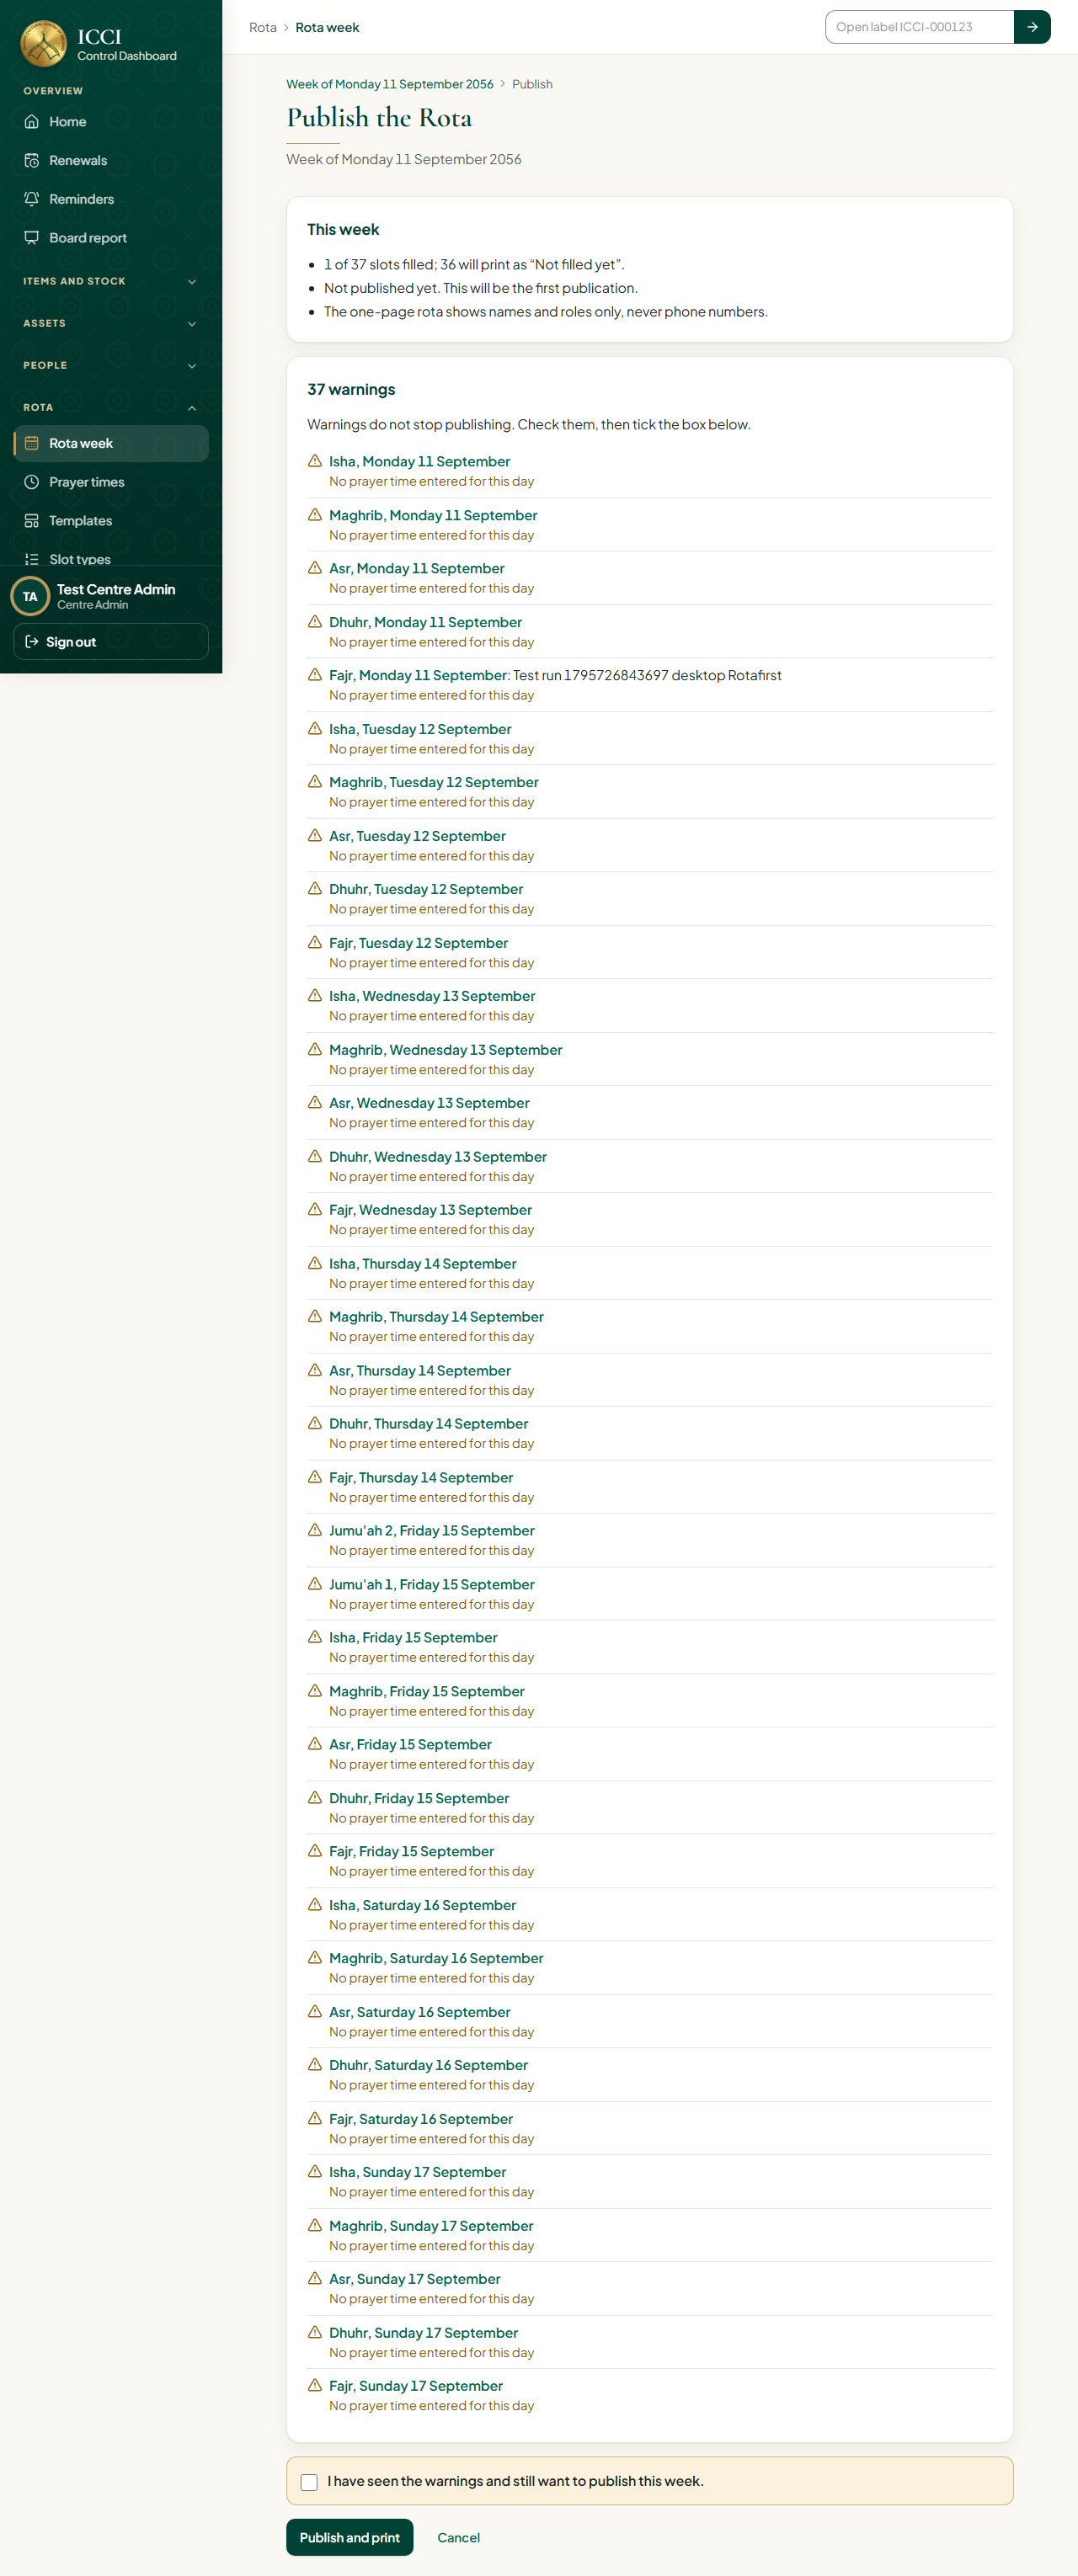 ICCI
Control Dashboard
OVERVIEW
Home
Renewals
Reminders
Board report
ITEMS AND STOCK
ASSETS
PEOPLE
ROTA
Rota week
Prayer times
Templates
Slot types
TA
Test Centre Admin
Centre Admin
Sign out
Rota > Rota week
Open label ICCI-000123
Week of Monday 11 September 2056 > Publish
Publish the Rota
Week of Monday 11 September 2056
This week
• 1 of 37 slots filled; 36 will print as “Not filled yet”.
• Not published yet. This will be the first publication.
• The one-page rota shows names and roles only, never phone numbers.
37 warnings
Warnings do not stop publishing. Check them, then tick the box below.
Isha, Monday 11 September
No prayer time entered for this day
Maghrib, Monday 11 September
No prayer time entered for this day
Asr, Monday 11 September
No prayer time entered for this day
Dhuhr, Monday 11 September
No prayer time entered for this day
Fajr, Monday 11 September: Test run 1795726843697 desktop Rotafirst
No prayer time entered for this day
Isha, Tuesday 12 September
No prayer time entered for this day
Maghrib, Tuesday 12 September
No prayer time entered for this day
Asr, Tuesday 12 September
No prayer time entered for this day
Dhuhr, Tuesday 12 September
No prayer time entered for this day
Fajr, Tuesday 12 September
No prayer time entered for this day
Isha, Wednesday 13 September
No prayer time entered for this day
Maghrib, Wednesday 13 September
No prayer time entered for this day
Asr, Wednesday 13 September
No prayer time entered for this day
Dhuhr, Wednesday 13 September
No prayer time entered for this day
Fajr, Wednesday 13 September
No prayer time entered for this day
Isha, Thursday 14 September
No prayer time entered for this day
Maghrib, Thursday 14 September
No prayer time entered for this day
Asr, Thursday 14 September
No prayer time entered for this day
Dhuhr, Thursday 14 September
No prayer time entered for this day
Fajr, Thursday 14 September
No prayer time entered for this day
Jumu'ah 2, Friday 15 September
No prayer time entered for this day
Jumu'ah 1, Friday 15 September
No prayer time entered for this day
Isha, Friday 15 September
No prayer time entered for this day
Maghrib, Friday 15 September
No prayer time entered for this day
Asr, Friday 15 September
No prayer time entered for this day
Dhuhr, Friday 15 September
No prayer time entered for this day
Fajr, Friday 15 September
No prayer time entered for this day
Isha, Saturday 16 September
No prayer time entered for this day
Maghrib, Saturday 16 September
No prayer time entered for this day
Asr, Saturday 16 September
No prayer time entered for this day
Dhuhr, Saturday 16 September
No prayer time entered for this day
Fajr, Saturday 16 September
No prayer time entered for this day
Isha, Sunday 17 September
No prayer time entered for this day
Maghrib, Sunday 17 September
No prayer time entered for this day
Asr, Sunday 17 September
No prayer time entered for this day
Dhuhr, Sunday 17 September
No prayer time entered for this day
Fajr, Sunday 17 September
No prayer time entered for this day
I have seen the warnings and still want to publish this week.
Publish and print
Cancel